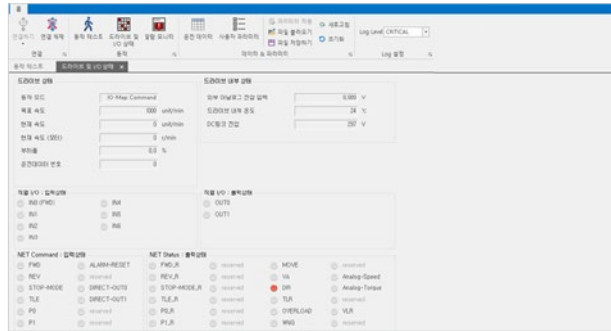 홈
연결하기 연결 해제 동작 테스트 드라이브 및 I/O 상태 알람 모니터 운전 데이터 사용자 파라미터
파라미터 적용 새로고침
파일 불러오기 초기화
파일 저장하기
Log Level CRITICAL
연결 동작 데이터 & 파라미터 Log 설정
동작 테스트 드라이브 및 I/O 상태 ×
드라이브 상태
동작 모드 IO-Map Command
목표 속도 1000 unit/min
현재 속도 0 unit/min
현재 속도 (모터) 0 r/min
부하율 0.0 %
운전데이터 번호 0
드라이브 내부 상태
외부 아날로그 전압 입력 0.000 V
드라이브 내부 온도 24 ℃
DC링크 전압 297 V
직결 I/O : 입력상태
IN0 (FWD) IN4
IN1 IN5
IN2 IN6
IN3
직결 I/O : 출력상태
OUT0
OUT1
NET Command : 입력상태
FWD ALARM-RESET
REV reserved
STOP-MODE DIRECT-OUT0
TLE DIRECT-OUT1
P0 reserved
P1 reserved
NET Status : 출력상태
FWD_R reserved MOVE reserved
REV_R reserved VA Analog-Speed
STOP-MODE_R reserved DIR Analog-Torque
TLE_R reserved TLR reserved
P0_R reserved OVERLOAD VLR
P1_R reserved WNG reserved